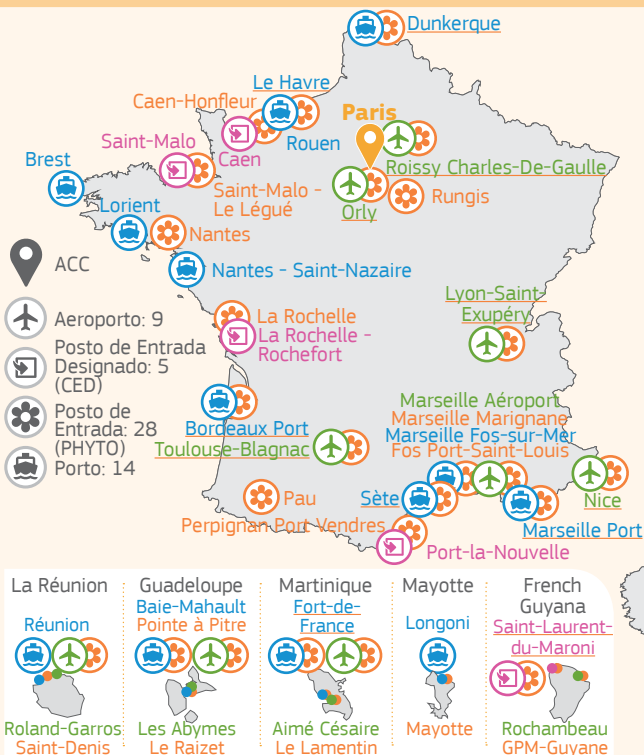 Dunkerque
Le Havre
Caen-Honfleur
Paris
Rouen
Saint-Malo
Caen
Brest
Roissy Charles-De-Gaulle
Saint-Malo -
Le Légué
Rungis
Orly
Lorient
Nantes
ACC
Nantes - Saint-Nazaire
Lyon-Saint-
Exupéry
Aeroporto: 9
La Rochelle
La Rochelle -
Rochefort
Posto de Entrada
Designado: 5
(CED)
Posto de
Entrada: 28
(PHYTO)
Porto: 14
Marseille Aéroport
Marseille Marignane
Marseille Fos-sur-Mer
Fos Port-Saint-Louis
Bordeaux Port
Toulouse-Blagnac
Nice
Pau
Sète
Perpignan Port Vendres
Marseille Port
Port-la-Nouvelle
La Réunion
Réunion
Roland-Garros
Saint-Denis
Guadeloupe
Baie-Mahault
Pointe à Pitre
Les Abymes
Le Raizet
Martinique
Fort-de-
France
Aimé Césaire
Le Lamentin
Mayotte
Longoni
Mayotte
French
Guyana
Saint-Laurent-
du-Maroni
Rochambeau
GPM-Guyane